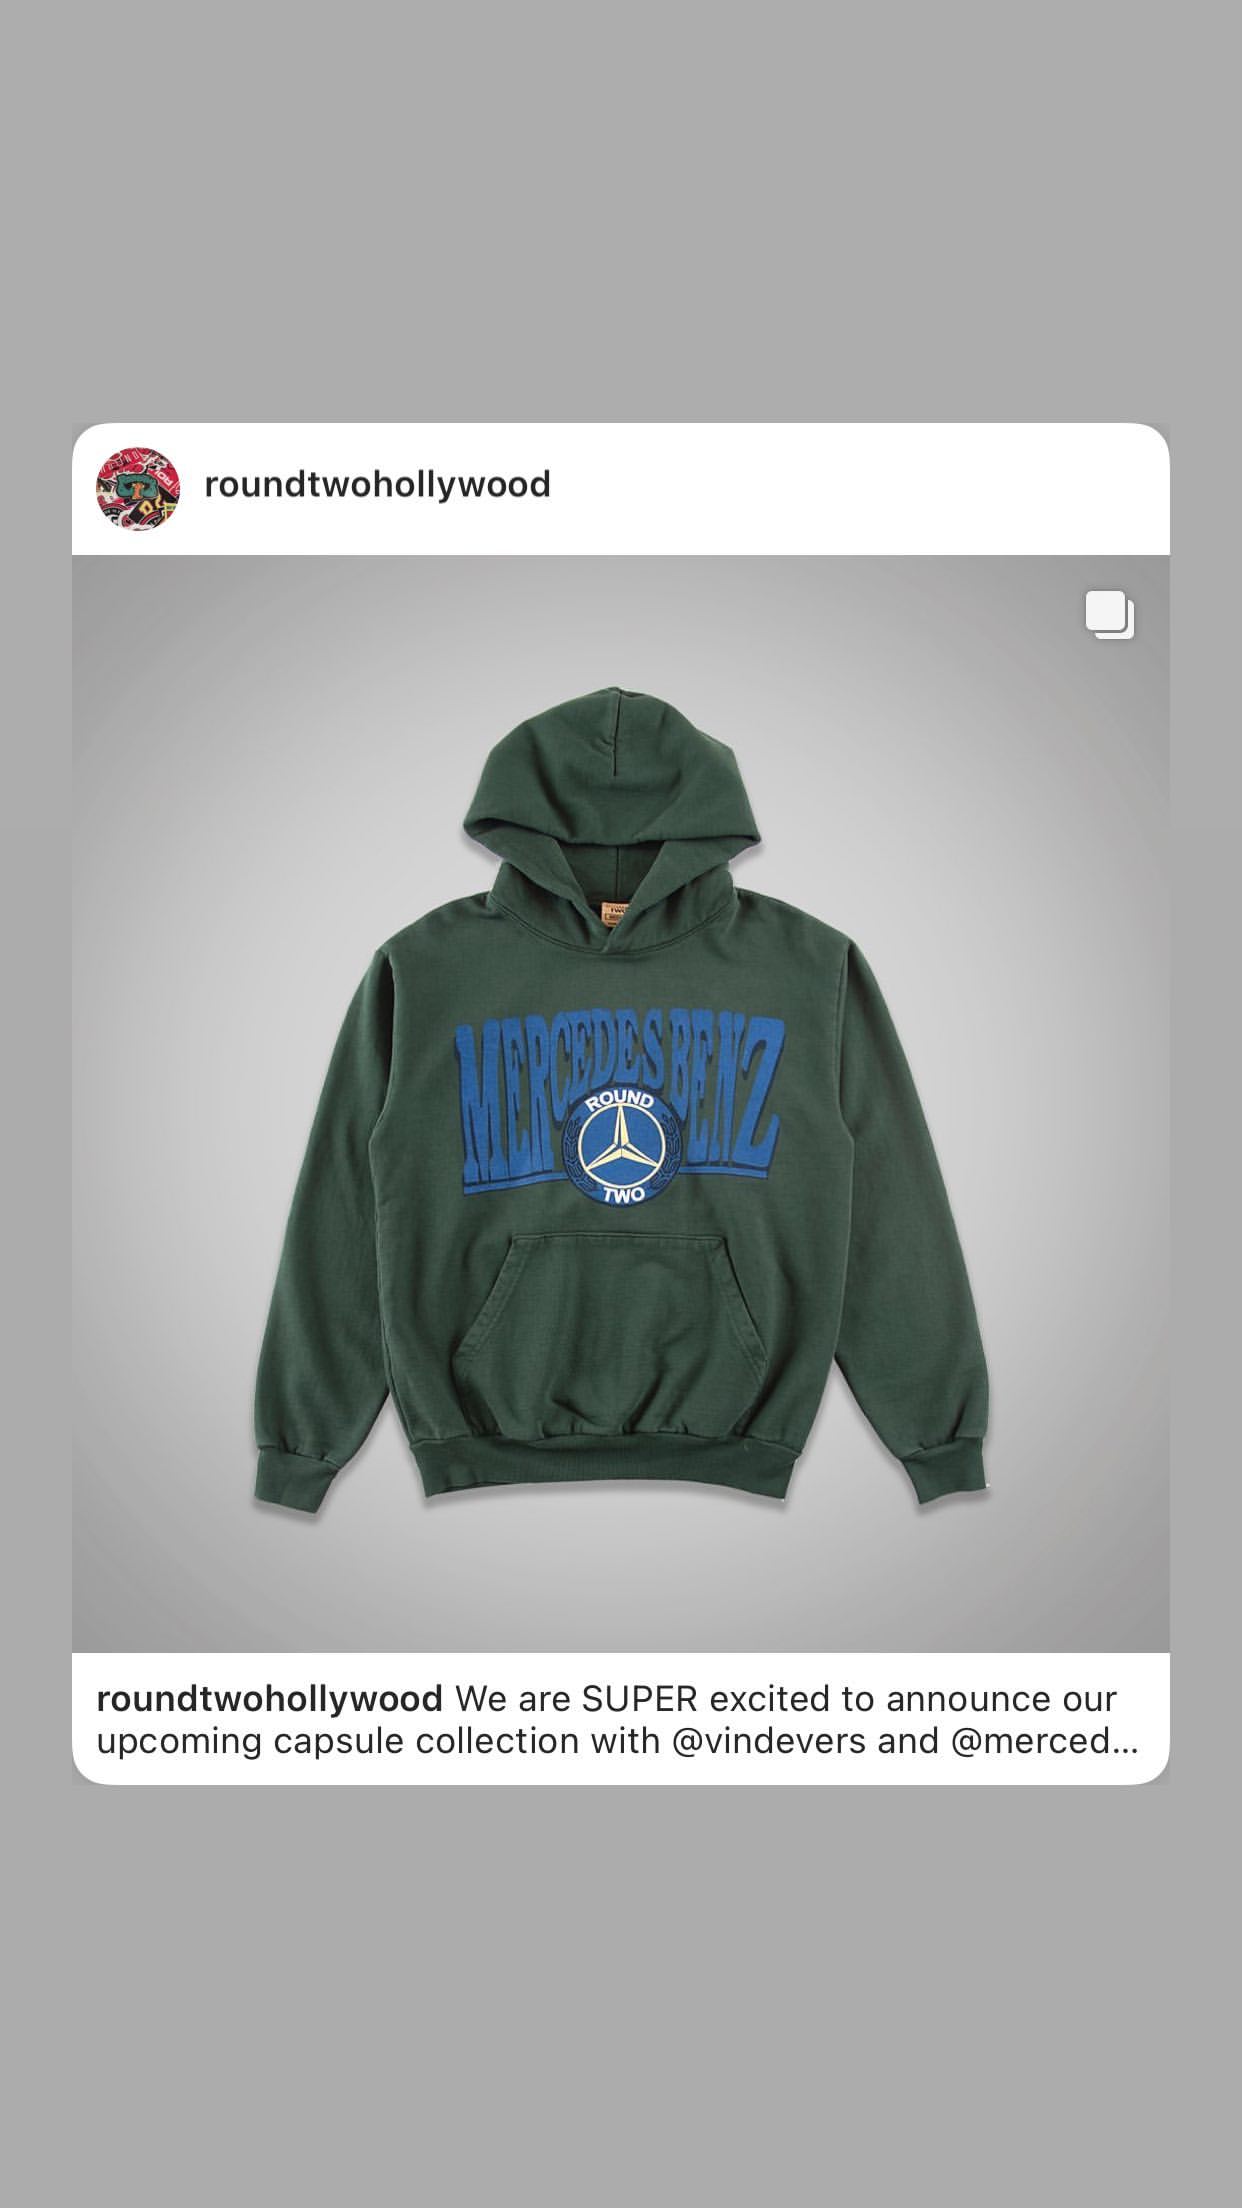 roundtwohollywood
MERCEDES BENZ
ROUND
TWO
roundtwohollywood We are SUPER excited to announce our
upcoming capsule collection with @vindevers and @merced...